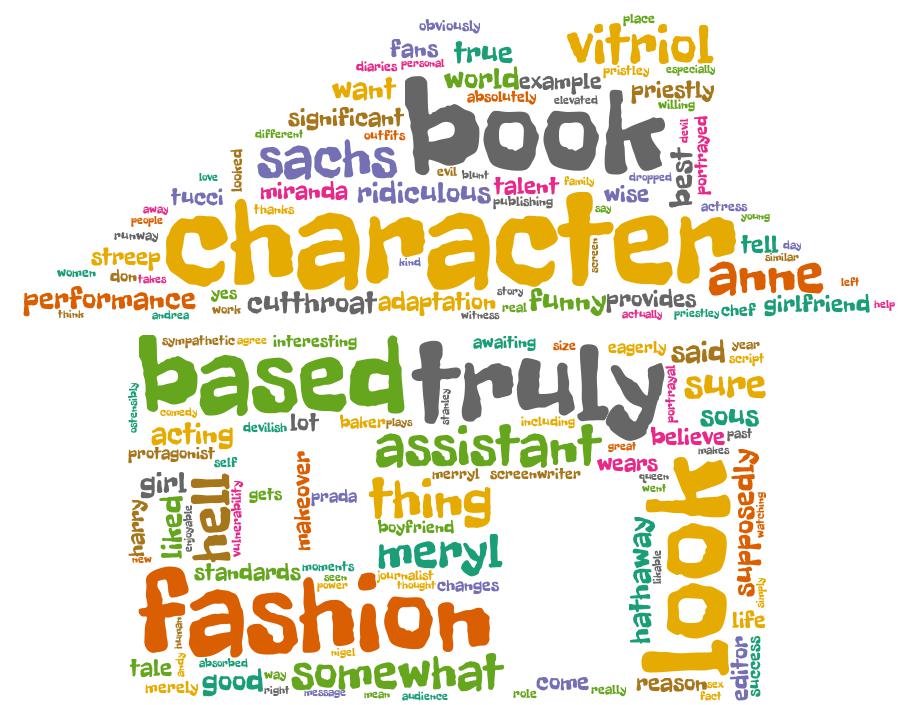 obviously
place
fans
true
vitriol
diaries
personal
pristley
especially
want
world
example
priestly
absolutely
elevated
willing
significant
book
different
outfits
devil
portrayed
sachs
best
looked
evil
blunt
love
tucci
miranda
ridiculous
talent
family
dropped
publishing
wise
away
thanks
character
say
actress
people
young
runway
tell
day
streep
kind
screen
similar
women
don
takes
anne
left
performance
yes
cutthroat
adaptation
story
funny
provides
girlfriend
help
think
andrea
work
witness
real
actually
priestley
chef
sympathetic
agree
interesting
awaiting
size
eagerly
said
year
script
based
truly
portrayal
sure
ostensibly
stanley
comedy
devilish
lot
baker
plays
including
sous
acting
assistant
great
believe
past
protagonist
makes
self
merryl
screenwriter
wears
queen
went
girl
hell
makeover
gets
prada
thing
look
supposedly
watching
harry
liked
enjoyable
vulnerability
boyfriend
new
meryl
hathaway
likable
standards
moments
seen
power
journalist
thought
changes
simply
fashion
human
life
nigel
andy
tale
absorbed
somewhat
editor
success
merely
good
way
right
message
mean
audience
role
come
really
reason
sex
fact